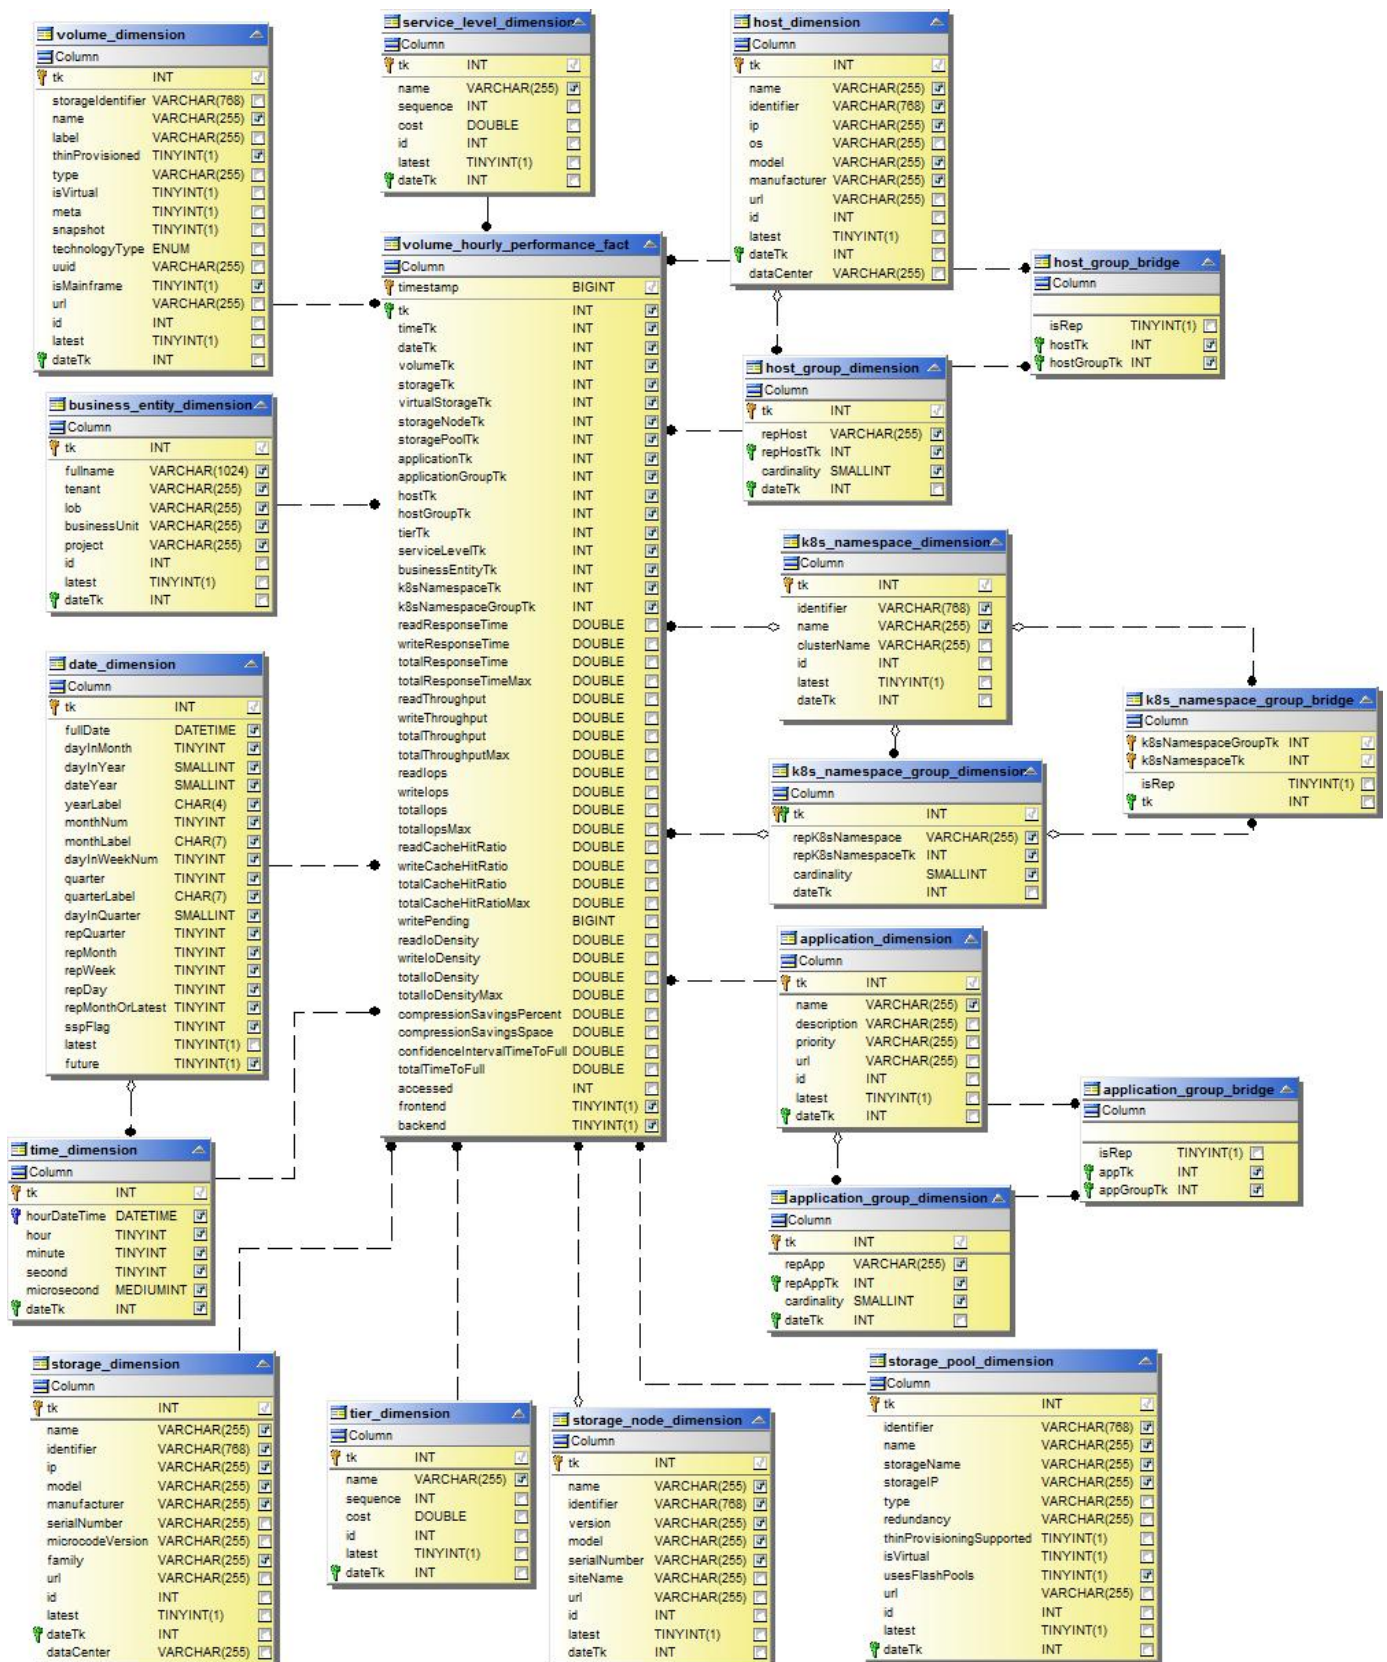 volume_dimension
Column
tk INT
storageIdentifier VARCHAR(768)
name VARCHAR(255)
label VARCHAR(255)
thinProvisioned TINYINT(1)
type VARCHAR(255)
isVirtual TINYINT(1)
meta TINYINT(1)
snapshot TINYINT(1)
technologyType ENUM
uuid VARCHAR(255)
isMainframe TINYINT(1)
url VARCHAR(255)
id INT
latest TINYINT(1)
dateTk INT
service_level_dimension
Column
tk INT
name VARCHAR(255)
sequence INT
cost DOUBLE
id INT
latest TINYINT(1)
dateTk INT
host_dimension
Column
tk INT
name VARCHAR(255)
identifier VARCHAR(768)
ip VARCHAR(255)
os VARCHAR(255)
model VARCHAR(255)
manufacturer VARCHAR(255)
url VARCHAR(255)
id INT
latest TINYINT(1)
dateTk INT
dataCenter VARCHAR(255)
host_group_bridge
Column
isRep TINYINT(1)
hostTk INT
hostGroupTk INT
host_group_dimension
Column
tk INT
repHost VARCHAR(255)
repHostTk INT
cardinality SMALLINT
dateTk INT
volume_hourly_performance_fact
Column
timestamp BIGINT
tk INT
timeTk INT
dateTk INT
volumeTk INT
storageTk INT
virtualStorageTk INT
storageNodeTk INT
storagePoolTk INT
applicationTk INT
applicationGroupTk INT
hostTk INT
hostGroupTk INT
tierTk INT
serviceLevelTk INT
businessEntityTk INT
k8sNamespaceTk INT
k8sNamespaceGroupTk INT
readResponseTime DOUBLE
writeResponseTime DOUBLE
totalResponseTime DOUBLE
totalResponseTimeMax DOUBLE
readThroughput DOUBLE
writeThroughput DOUBLE
totalThroughput DOUBLE
totalThroughputMax DOUBLE
readIops DOUBLE
writeIops DOUBLE
totalIops DOUBLE
totalIopsMax DOUBLE
readCacheHitRatio DOUBLE
writeCacheHitRatio DOUBLE
totalCacheHitRatio DOUBLE
totalCacheHitRatioMax DOUBLE
writePending BIGINT
readIoDensity DOUBLE
writeIoDensity DOUBLE
totalIoDensity DOUBLE
totalIoDensityMax DOUBLE
compressionSavingsPercent DOUBLE
compressionSavingsSpace DOUBLE
confidenceIntervalTimeToFull DOUBLE
totalTimeToFull DOUBLE
accessed INT
frontend TINYINT(1)
backend TINYINT(1)
business_entity_dimension
Column
tk INT
fullname VARCHAR(1024)
tenant VARCHAR(255)
lob VARCHAR(255)
businessUnit VARCHAR(255)
project VARCHAR(255)
id INT
latest TINYINT(1)
dateTk INT
k8s_namespace_dimension
Column
tk INT
identifier VARCHAR(768)
name VARCHAR(255)
clusterName VARCHAR(255)
id INT
latest TINYINT(1)
dateTk INT
k8s_namespace_group_bridge
Column
k8sNamespaceGroupTk INT
k8sNamespaceTk INT
isRep TINYINT(1)
tk INT
k8s_namespace_group_dimension
Column
tk INT
repK8sNamespace VARCHAR(255)
repK8sNamespaceTk INT
cardinality SMALLINT
dateTk INT
date_dimension
Column
tk INT
fullDate DATETIME
dayInMonth TINYINT
dayInYear SMALLINT
dateYear SMALLINT
yearLabel CHAR(4)
monthNum TINYINT
monthLabel CHAR(7)
dayInWeekNum TINYINT
quarter TINYINT
quarterLabel CHAR(7)
dayInQuarter SMALLINT
repQuarter TINYINT
repMonth TINYINT
repWeek TINYINT
repDay TINYINT
repMonthOrLatest TINYINT
sspFlag TINYINT
latest TINYINT(1)
future TINYINT(1)
application_dimension
Column
tk INT
name VARCHAR(255)
description VARCHAR(255)
priority VARCHAR(255)
url VARCHAR(255)
id INT
latest TINYINT(1)
dateTk INT
application_group_bridge
Column
isRep TINYINT(1)
appTk INT
appGroupTk INT
application_group_dimension
Column
tk INT
repApp VARCHAR(255)
repAppTk INT
cardinality SMALLINT
dateTk INT
time_dimension
Column
tk INT
hourDateTime DATETIME
hour TINYINT
minute TINYINT
second TINYINT
microsecond MEDIUMINT
dateTk INT
storage_dimension
Column
tk INT
name VARCHAR(255)
identifier VARCHAR(768)
ip VARCHAR(255)
model VARCHAR(255)
manufacturer VARCHAR(255)
serialNumber VARCHAR(255)
microcodeVersion VARCHAR(255)
family VARCHAR(255)
url VARCHAR(255)
id INT
latest TINYINT(1)
dateTk INT
dataCenter VARCHAR(255)
tier_dimension
Column
tk INT
name VARCHAR(255)
sequence INT
cost DOUBLE
id INT
latest TINYINT(1)
dateTk INT
storage_node_dimension
Column
tk INT
name VARCHAR(255)
identifier VARCHAR(768)
version VARCHAR(255)
model VARCHAR(255)
serialNumber VARCHAR(255)
siteName VARCHAR(255)
url VARCHAR(255)
id INT
latest TINYINT(1)
dateTk INT
storage_pool_dimension
Column
tk INT
identifier VARCHAR(768)
name VARCHAR(255)
storageName VARCHAR(255)
storageIP VARCHAR(255)
type VARCHAR(255)
redundancy VARCHAR(255)
thinProvisioningSupported TINYINT(1)
isVirtual TINYINT(1)
usesFlashPools TINYINT(1)
url VARCHAR(255)
id INT
latest TINYINT(1)
dateTk INT